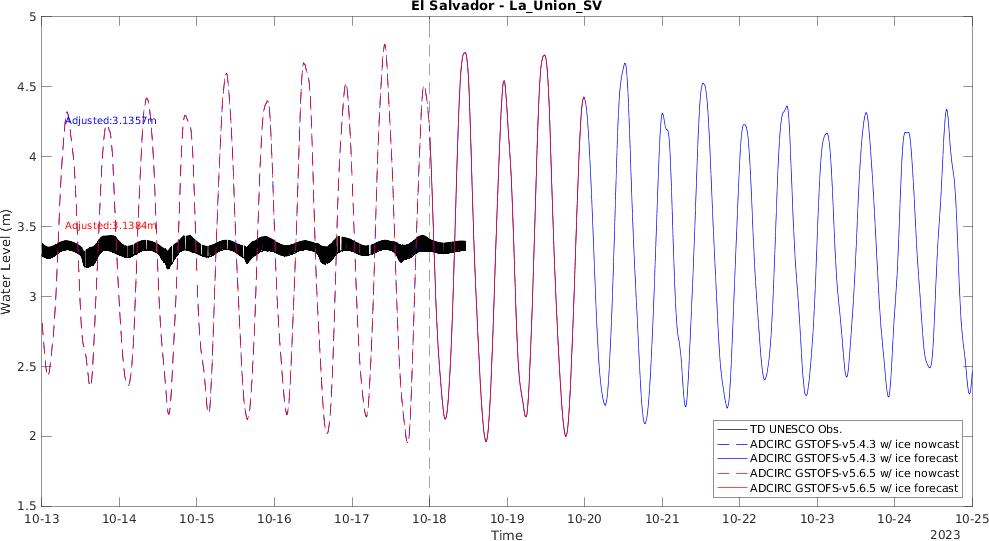 El Salvador - La_Union_SV
Water Level (m)
5
4.5
4
3.5
3
2.5
2
1.5
Adjusted:3.1357m
Adjusted:3.1384m
TD UNESCO Obs.
ADCIRC GSTOFS-v5.4.3 w/ ice nowcast
ADCIRC GSTOFS-v5.4.3 w/ ice forecast
ADCIRC GSTOFS-v5.6.5 w/ ice nowcast
ADCIRC GSTOFS-v5.6.5 w/ ice forecast
10-13 10-14 10-15 10-16 10-17 10-18 10-19 10-20 10-21 10-22 10-23 10-24 10-25
Time
2023